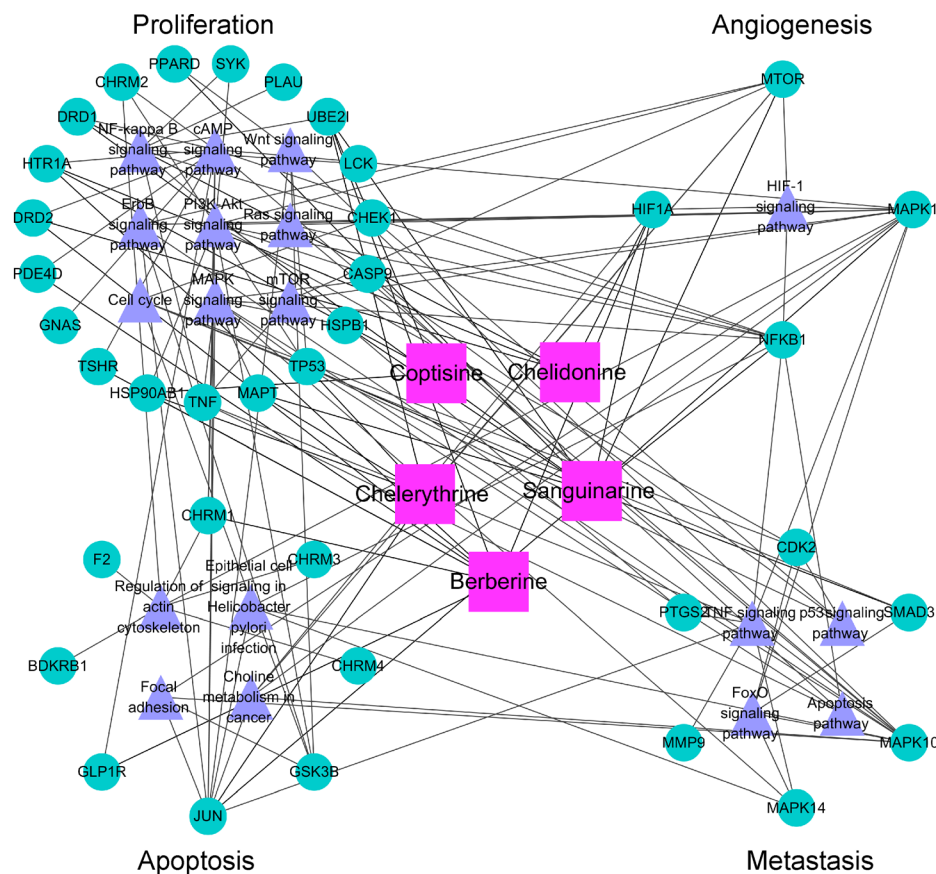 Proliferation
Angiogenesis
PPARD
SYK
CHRM2
PLAU
MTOR
DRD1
UBE2I
NF-kappa B
signaling
pathway
cAMP
signaling
pathway
Wnt signaling
pathway
HTR1A
LCK
HIF-1
signaling
pathway
DRD2
ErbB
signaling
pathway
PI3K-Akt
signaling
pathway
Ras signaling
pathway
CHEK1
HIF1A
MAPK1
PDE4D
CASP9
Cell cycle
MAPK
signaling
pathway
mTOR
signaling
pathway
GNAS
HSPB1
NFKB1
TSHR
TP53
HSP90AB1
TNF
MAPT
Coptisine
Chelidonine
Chelerythrine
Sanguinarine
Berberine
CHRM1
F2
CHRM3
CDK2
Regulation of
actin
cytoskeleton
Epithelial cell
signaling in
Helicobacter
pylori
infection
PTGS2
TNF signaling
pathway
p53 signaling
pathway
SMAD3
BDKRB1
CHRM4
Focal
adhesion
Choline
metabolism in
cancer
FoxO
signaling
pathway
Apoptosis
pathway
MMP9
MAPK10
GLP1R
GSK3B
JUN
MAPK14
Apoptosis
Metastasis